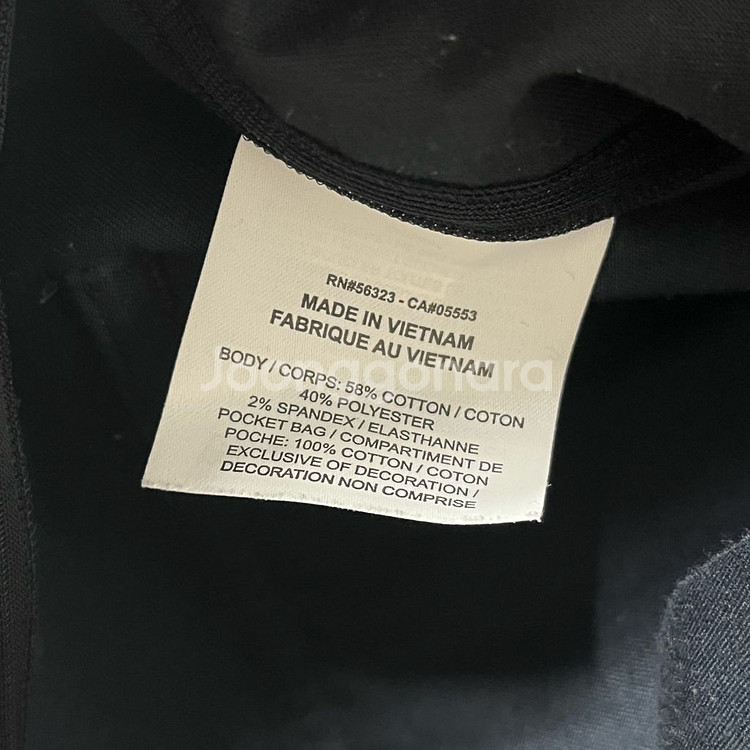 RN#56323 - CA#05553
MADE IN VIETNAM
FABRIQUE AU VIETNAM
BODY / CORPS: 58% COTTON / COTON
40% POLYESTER
2% SPANDEX / ELASTHANNE
POCKET BAG / COMPARTIMENT DE
POCHE: 100% COTTON / COTON
EXCLUSIVE OF DECORATION /
DECORATION NON COMPRISE
Joonggonara